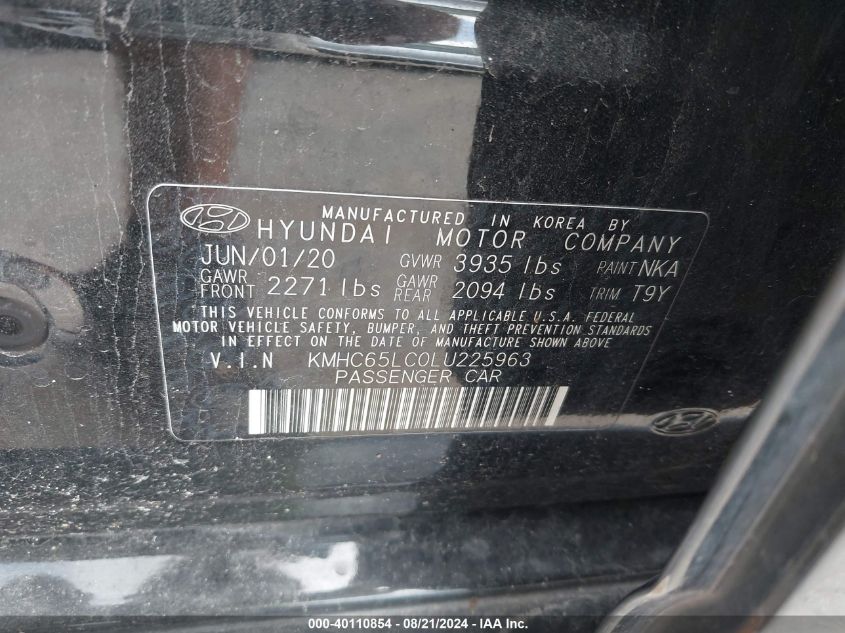 MANUFACTURED IN KOREA BY
HYUNDAI MOTOR COMPANY
JUN/01/20 GVWR 3935 lbs PAINT NKA
GAWR FRONT 2271 lbs GAWR REAR 2094 lbs TRIM T9Y
THIS VEHICLE CONFORMS TO ALL APPLICABLE U.S.A. FEDERAL
MOTOR VEHICLE SAFETY, BUMPER, AND THEFT PREVENTION STANDARDS
IN EFFECT ON THE DATE OF MANUFACTURE SHOWN ABOVE
V.I.N KMHC65LC0LU225963
PASSENGER CAR
000-40110854 - 08/21/2024 - - - -